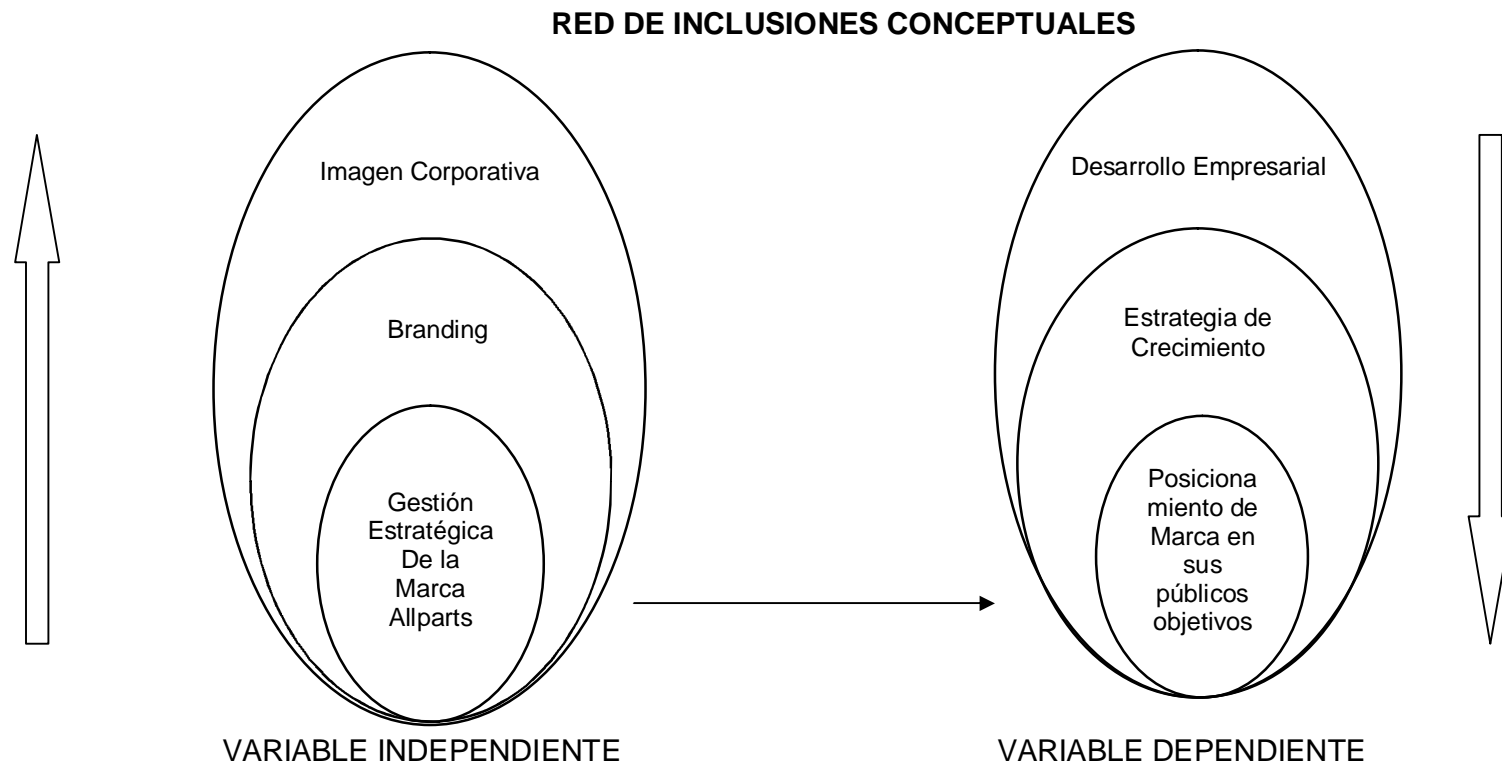 RED DE INCLUSIONES CONCEPTUALES
Imagen Corporativa
Branding
Gestión
Estratégica
De la
Marca
Allparts
VARIABLE INDEPENDIENTE
Desarrollo Empresarial
Estrategia de
Crecimiento
Posiciona
miento de
Marca en
sus
públicos
objetivos
VARIABLE DEPENDIENTE